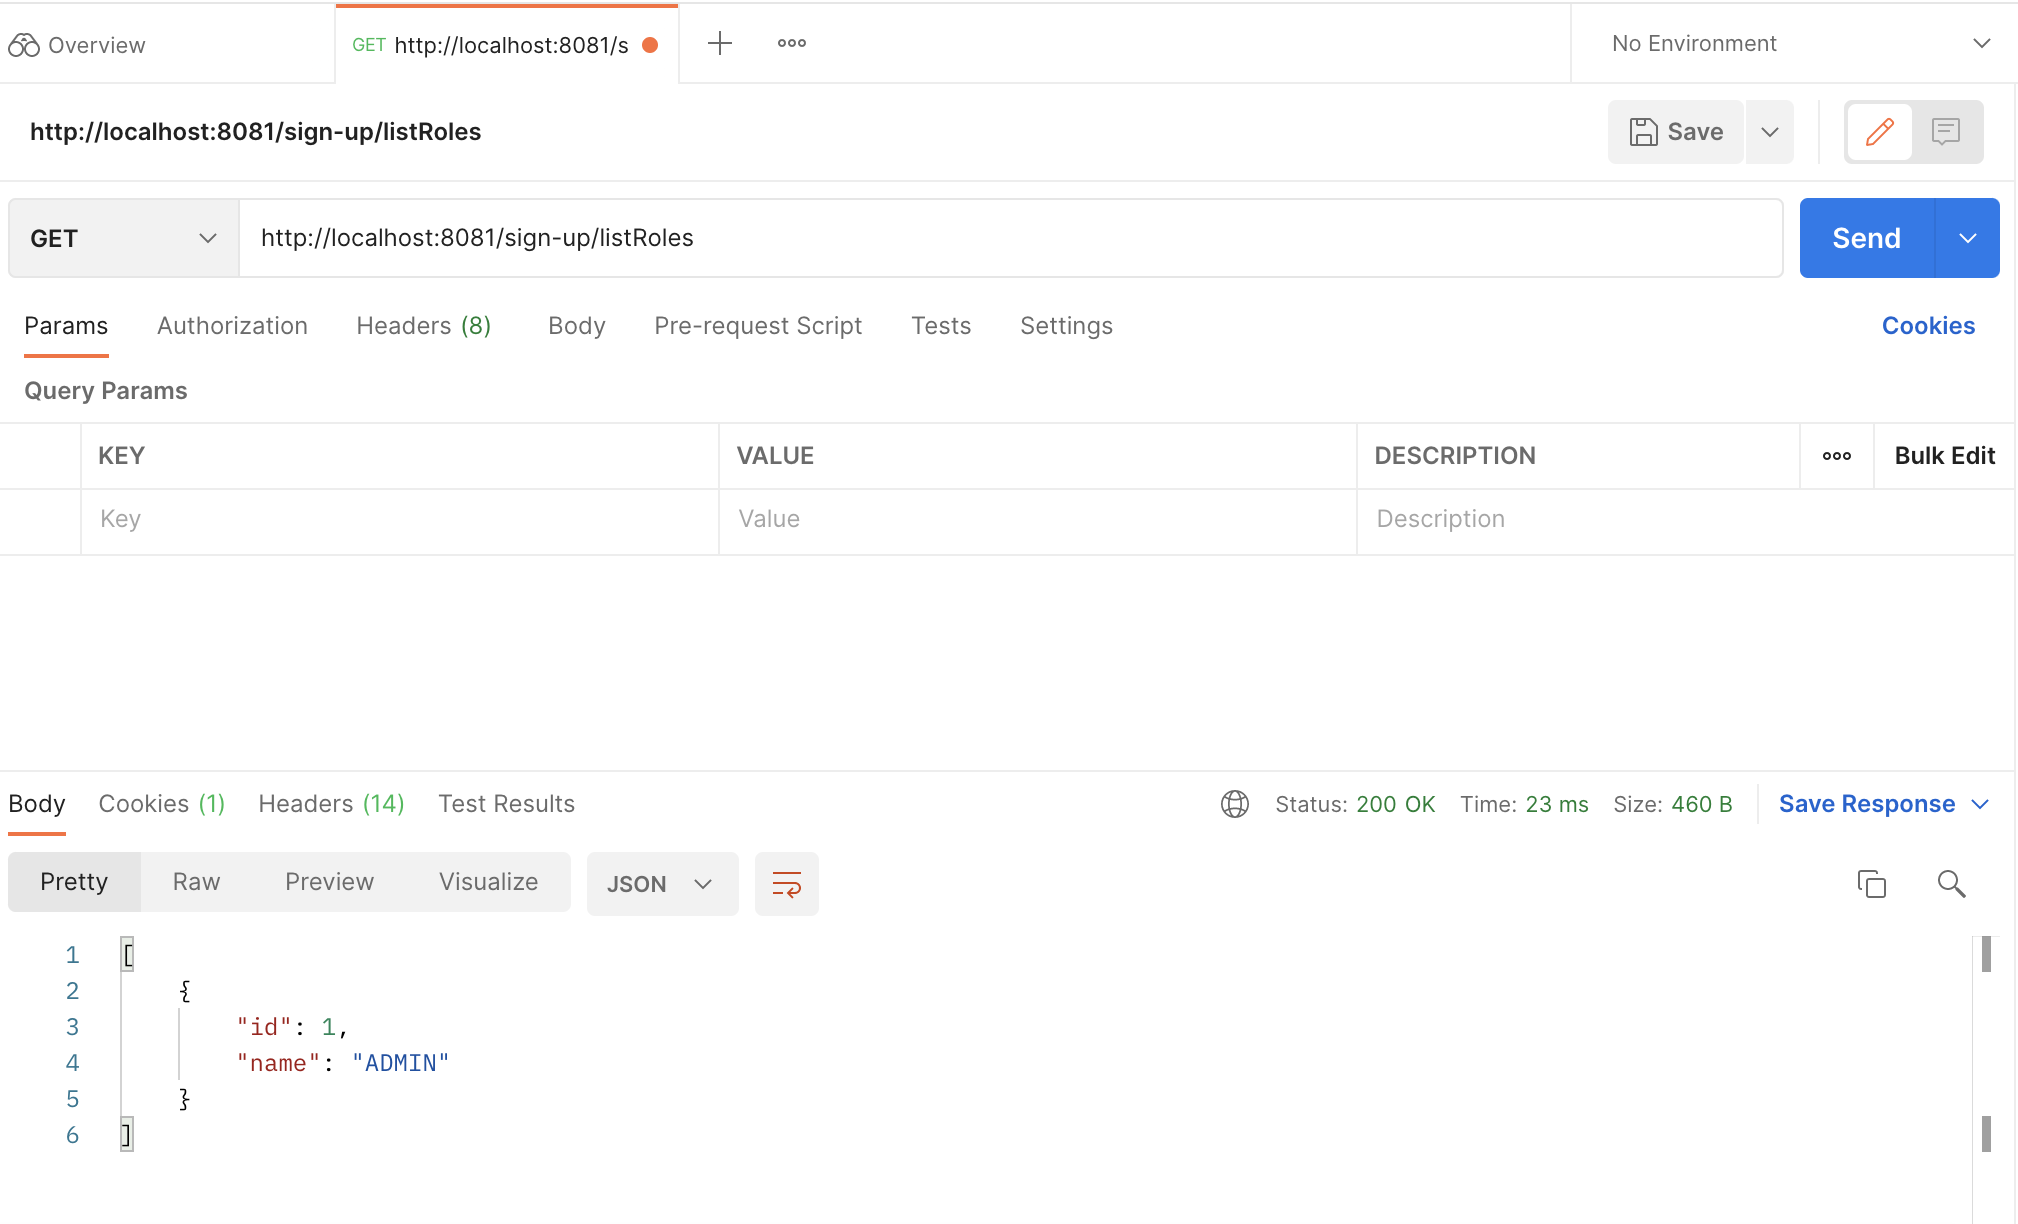 Overview
GET http://localhost:8081/s
No Environment
http://localhost:8081/sign-up/listRoles
Save
GET
http://localhost:8081/sign-up/listRoles
Send
Params Authorization Headers (8) Body Pre-request Script Tests Settings Cookies
Query Params
KEY VALUE DESCRIPTION Bulk Edit
Key Value Description
Body Cookies (1) Headers (14) Test Results Status: 200 OK Time: 23 ms Size: 460 B Save Response
Pretty Raw Preview Visualize JSON
1 [
2 {
3 "id": 1,
4 "name": "ADMIN"
5 }
6 ]